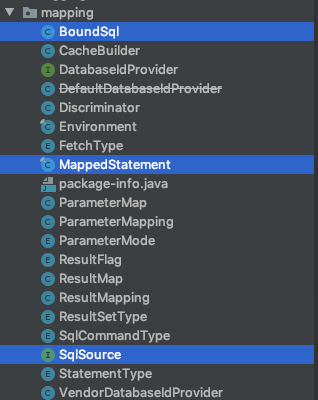 mapping
BoundSql
CacheBuilder
DatabaseIdProvider
DefaultDatabaseIdProvider
Discriminator
Environment
FetchType
MappedStatement
package-info.java
ParameterMap
ParameterMapping
ParameterMode
ResultFlag
ResultMap
ResultMapping
ResultSetType
SqlCommandType
SqlSource
StatementType
VendorDatabaseIdProvider